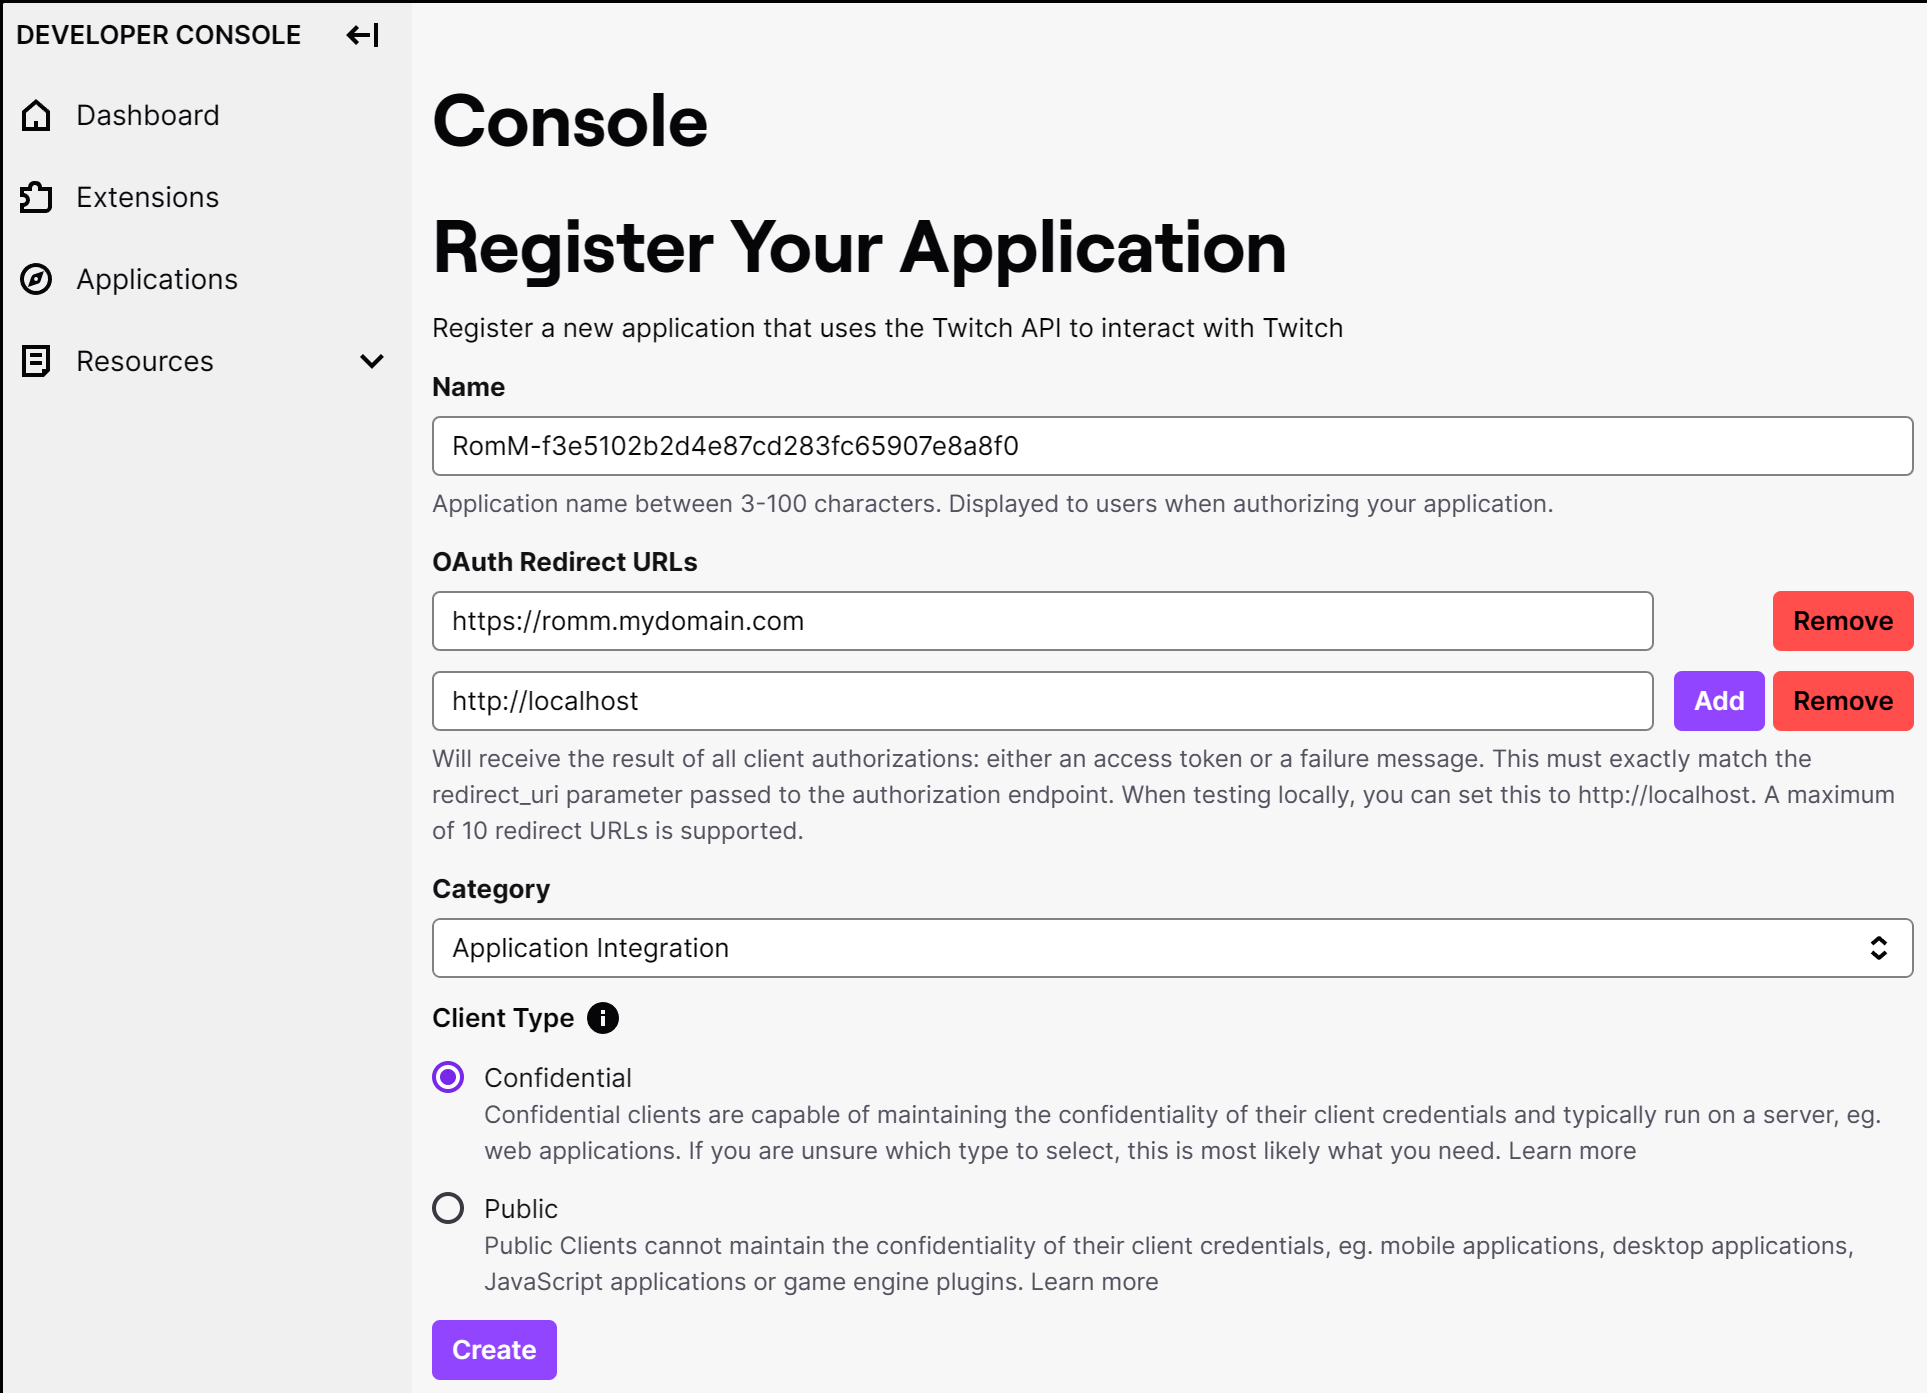 DEVELOPER CONSOLE
Dashboard
Extensions
Applications
Resources
Console
Register Your Application
Register a new application that uses the Twitch API to interact with Twitch
Name
RomM-f3e5102b2d4e87cd283fc65907e8a8f0
Application name between 3-100 characters. Displayed to users when authorizing your application.
OAuth Redirect URLs
https://romm.mydomain.com Remove
http://localhost Add Remove
Will receive the result of all client authorizations: either an access token or a failure message. This must exactly match the
redirect_uri parameter passed to the authorization endpoint. When testing locally, you can set this to http://localhost. A maximum
of 10 redirect URLs is supported.
Category
Application Integration
Client Type
Confidential
Confidential clients are capable of maintaining the confidentiality of their client credentials and typically run on a server, eg.
web applications. If you are unsure which type to select, this is most likely what you need. Learn more
Public
Public Clients cannot maintain the confidentiality of their client credentials, eg. mobile applications, desktop applications,
JavaScript applications or game engine plugins. Learn more
Create